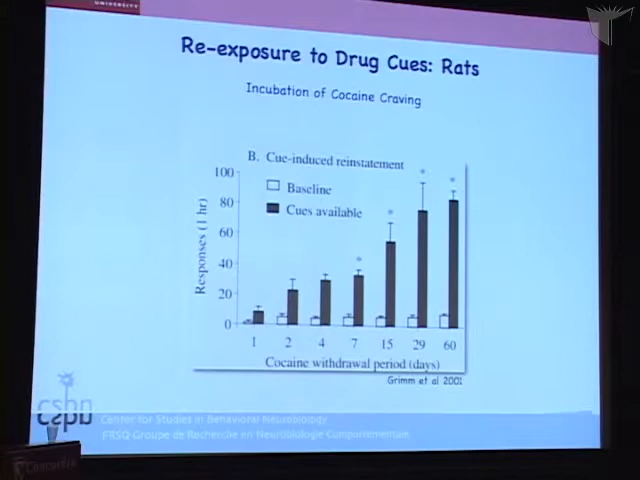 UNIVERSITY
Re-exposure to Drug Cues: Rats
Incubation of Cocaine Craving
B. Cue-induced reinstatement
Baseline
Cues available
Responses (1 hr)
100
80
60
40
20
0
1 2 4 7 15 29 60
Cocaine withdrawal period (days)
Grimm et al 2001
csbn
Center for Studies in Behavioral Neurobiology
FRSQ Groupe de Recherche en Neurobiologie Comportementale
Concordia